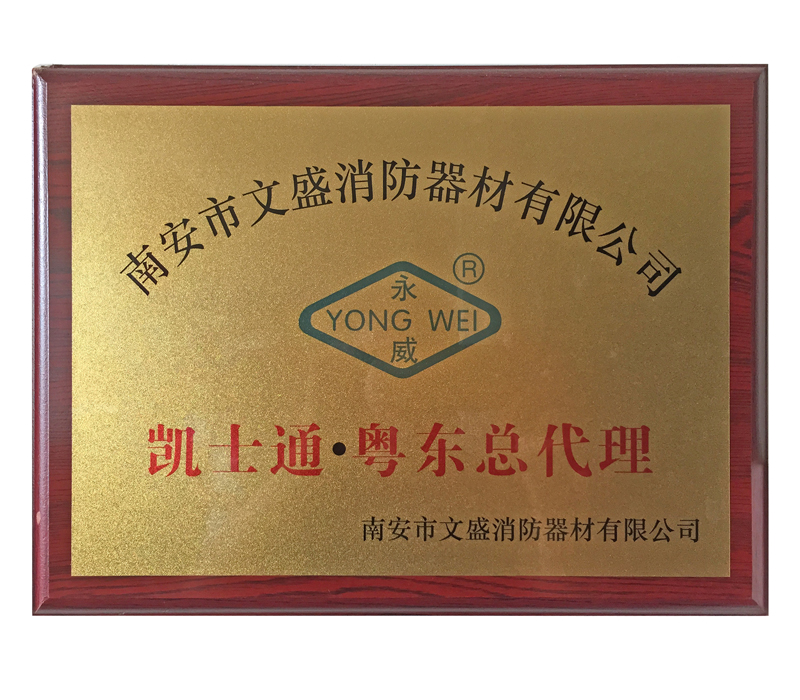 南安市文盛消防器材有限公司
®
永
YONG WEI
威
凯士通·粤东总代理
南安市文盛消防器材有限公司